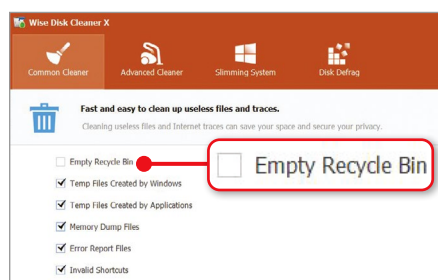 Wise Disk Cleaner X
Common Cleaner
Advanced Cleaner
Slimming System
Disk Defrag
Fast and easy to clean up useless files and traces.
Cleaning useless files and Internet traces can save your space and secure your privacy.
Empty Recycle Bin
Empty Recycle Bin
Temp Files Created by Windows
Temp Files Created by Applications
Memory Dump Files
Error Report Files
Invalid Shortcuts